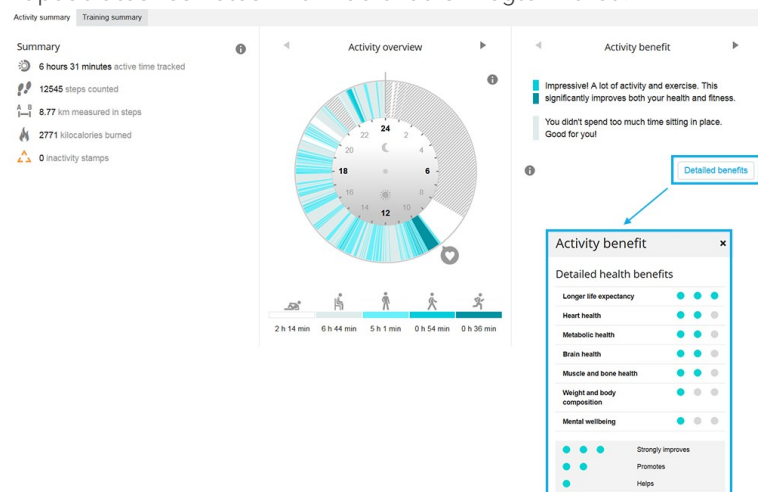 Activity summary Training summary
Summary
6 hours 31 minutes active time tracked
12545 steps counted
A B
8.77 km measured in steps
2771 kilocalories burned
0 inactivity stamps
Activity overview
24
22 2
20 4
18 6
16 8
14 10
12
2 h 14 min 6 h 44 min 5 h 1 min 0 h 54 min 0 h 36 min
Activity benefit
Impressive! A lot of activity and exercise. This
significantly improves both your health and fitness.
You didn't spend too much time sitting in place.
Good for you!
Detailed benefits
Activity benefit ×
Detailed health benefits
Longer life expectancy
Heart health
Metabolic health
Brain health
Muscle and bone health
Weight and body
composition
Mental wellbeing
Strongly improves
Promotes
Helps